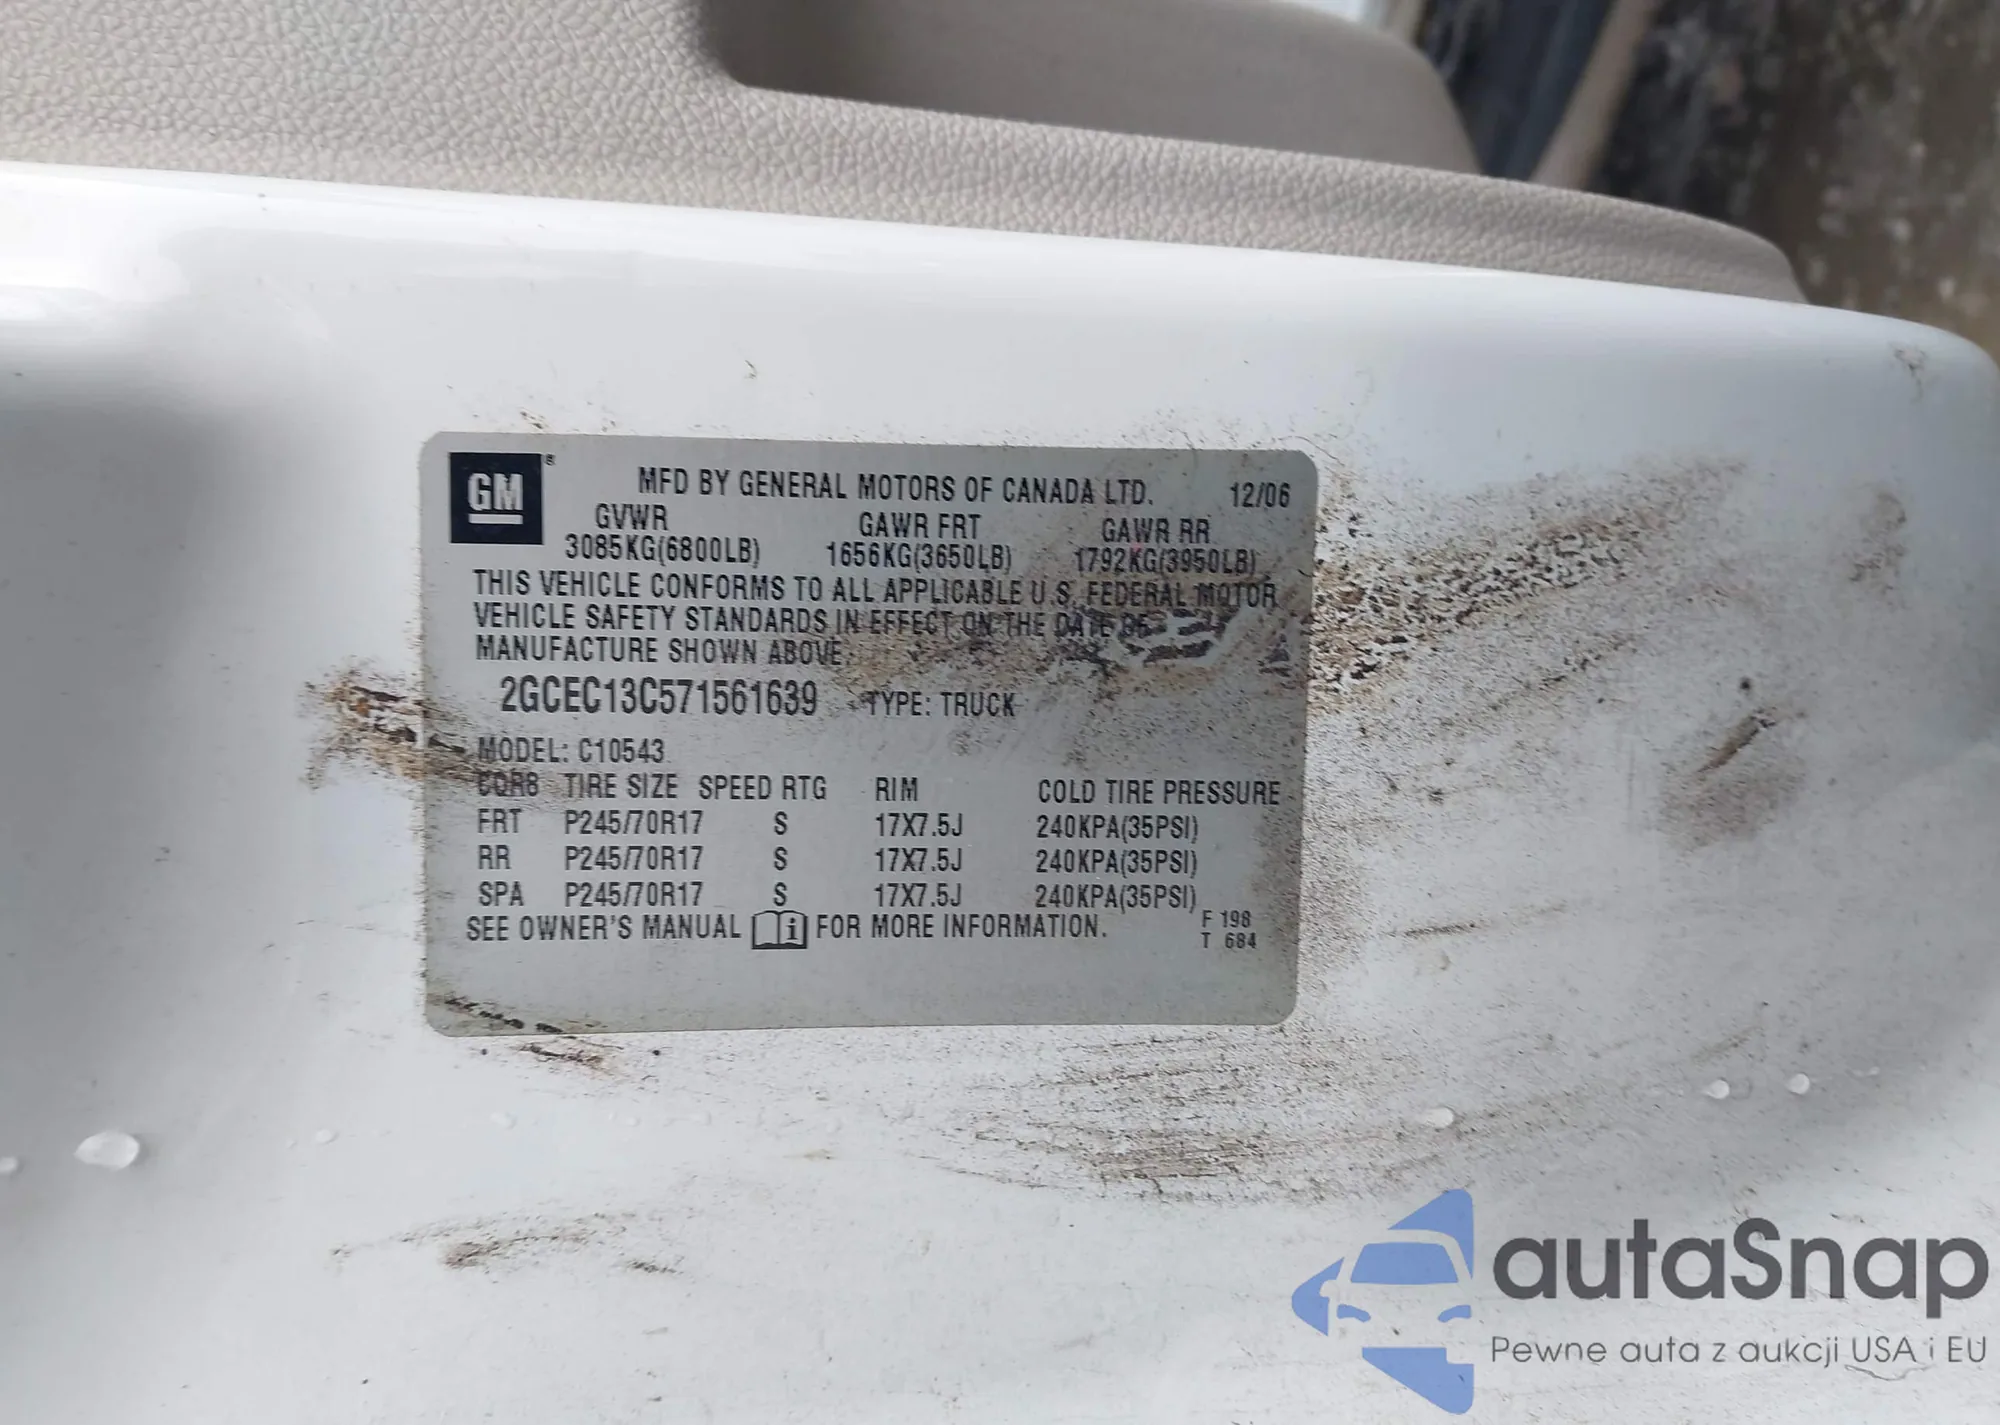 GM®
MFD BY GENERAL MOTORS OF CANADA LTD. 12/06
GVWR GAWR FRT GAWR RR
3085KG(6800LB) 1656KG(3650LB) 1792KG(3950LB)
THIS VEHICLE CONFORMS TO ALL APPLICABLE U.S. FEDERAL MOTOR
VEHICLE SAFETY STANDARDS IN EFFECT ON THE DATE OF
MANUFACTURE SHOWN ABOVE.
2GCEC13C571561639 TYPE: TRUCK
MODEL: C10543
COR8 TIRE SIZE SPEED RTG RIM COLD TIRE PRESSURE
FRT P245/70R17 S 17X7.5J 240KPA(35PSI)
RR P245/70R17 S 17X7.5J 240KPA(35PSI)
SPA P245/70R17 S 17X7.5J 240KPA(35PSI)
SEE OWNER'S MANUAL i FOR MORE INFORMATION.
F 198
T 684
autaSnap
Pewne auta z aukcji USA i EU